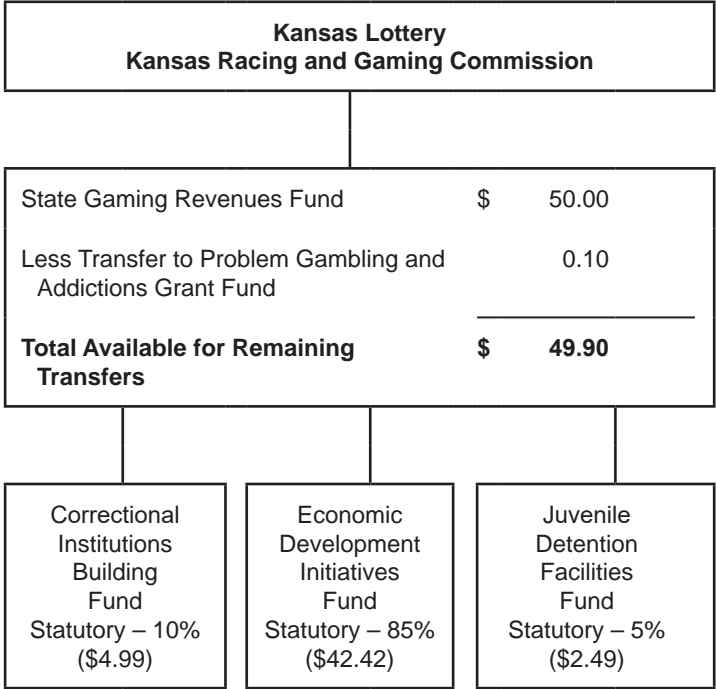 Kansas Lottery
Kansas Racing and Gaming Commission
State Gaming Revenues Fund $ 50.00
Less Transfer to Problem Gambling and 0.10
Addictions Grant Fund
Total Available for Remaining $ 49.90
Transfers
Correctional
Institutions
Building
Fund
Statutory – 10%
($4.99)
Economic
Development
Initiatives
Fund
Statutory – 85%
($42.42)
Juvenile
Detention
Facilities
Fund
Statutory – 5%
($2.49)